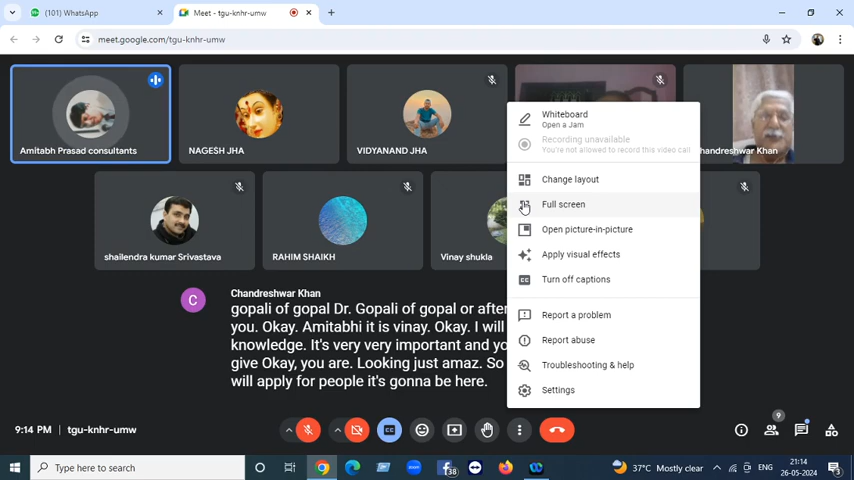 (101) WhatsApp
Meet - tgu-knhr-umw
meet.google.com/tgu-knhr-umw
Amitabh Prasad consultants
NAGESH JHA
VIDYANAND JHA
handreshwar Khan
shailendra kumar Srivastava
RAHIM SHAIKH
Vinay shukla
Whiteboard
Open a Jam
Recording unavailable
You're not allowed to record this video call
Change layout
Full screen
Open picture-in-picture
Apply visual effects
Turn off captions
Report a problem
Report abuse
Troubleshooting & help
Settings
C
Chandreshwar Khan
gopali of gopal Dr. Gopali of gopal or after
you. Okay. Amitabhi it is vinay. Okay. I will
knowledge. It's very very important and yo
give Okay, you are. Looking just amaz. So
will apply for people it's gonna be here.
9:14 PM | tgu-knhr-umw
CC
9
Type here to search
38
37°C Mostly clear
ENG
21:14
26-05-2024
3